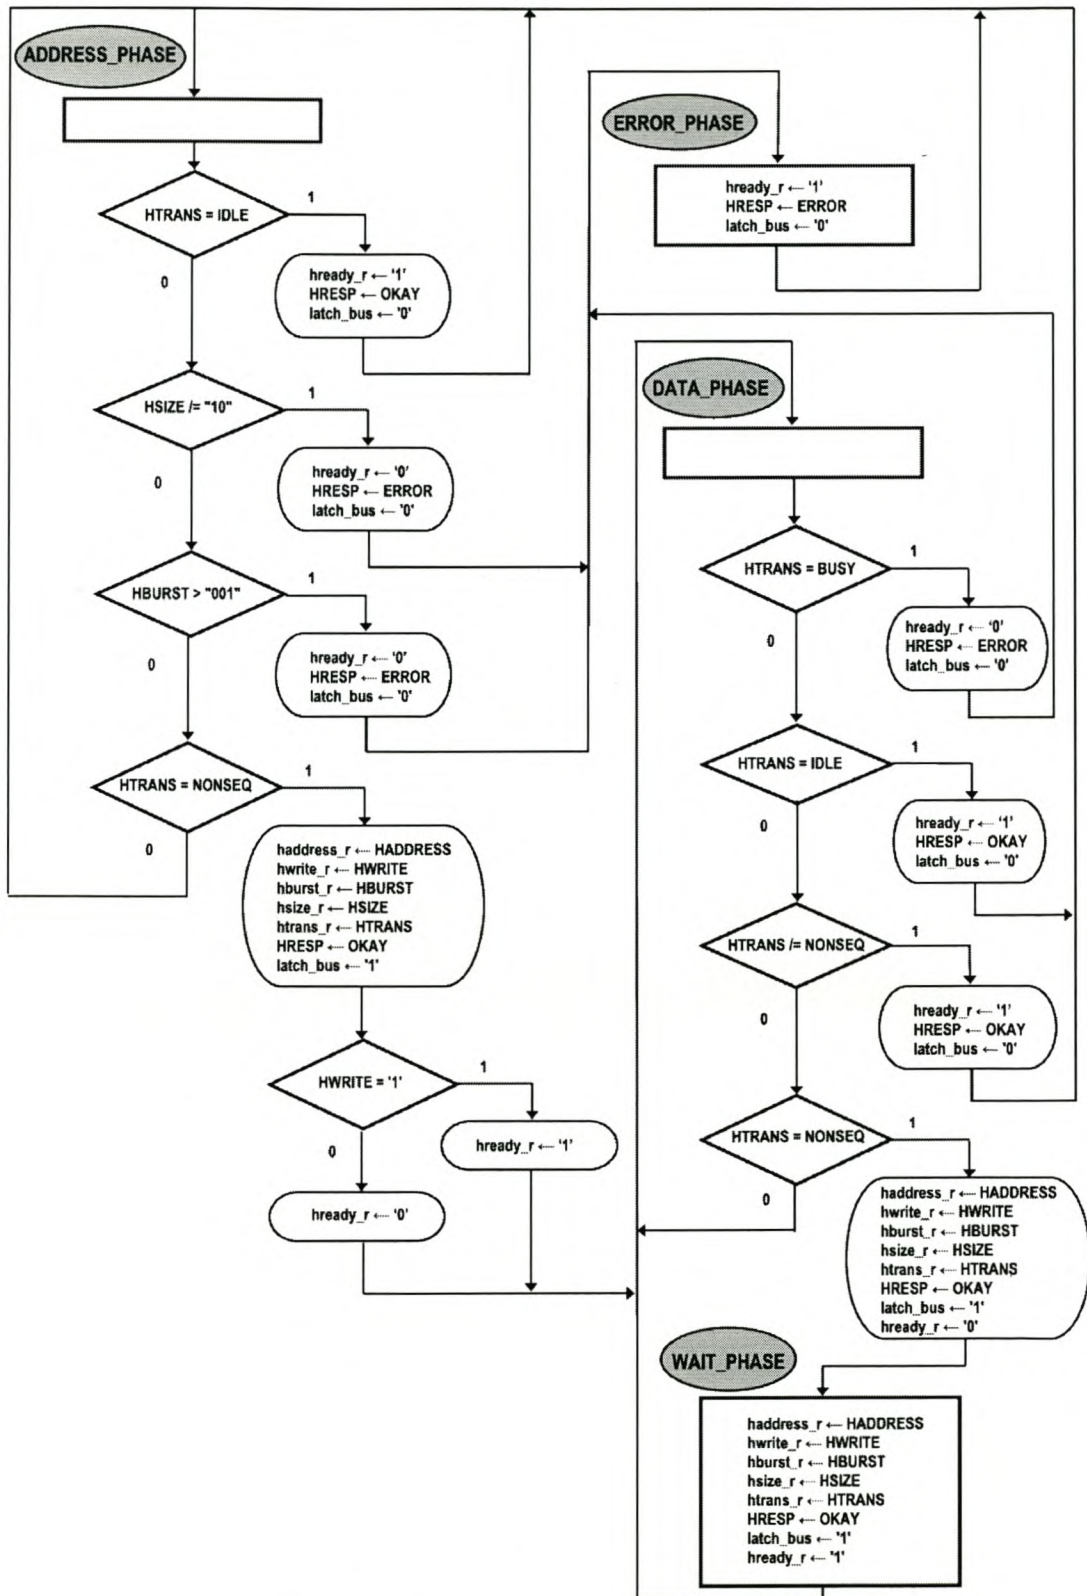 ADDRESS_PHASE
HTRANS = IDLE
1
0
hready_r ← '1'
HRESP ← OKAY
latch_bus ← '0'
HSIZE /= "10"
1
0
hready_r ← '0'
HRESP ← ERROR
latch_bus ← '0'
HBURST > "001"
1
0
hready_r ← '0'
HRESP ← ERROR
latch_bus ← '0'
HTRANS = NONSEQ
1
0
haddress_r ← HADDRESS
hwrite_r ← HWRITE
hburst_r ← HBURST
hsize_r ← HSIZE
htrans_r ← HTRANS
HRESP ← OKAY
latch_bus ← '1'
HWRITE = '1'
1
0
hready_r ← '1'
hready_r ← '0'
ERROR_PHASE
hready_r ← '1'
HRESP ← ERROR
latch_bus ← '0'
DATA_PHASE
HTRANS = BUSY
1
0
hready_r ← '0'
HRESP ← ERROR
latch_bus ← '0'
HTRANS = IDLE
1
0
hready_r ← '1'
HRESP ← OKAY
latch_bus ← '0'
HTRANS /= NONSEQ
1
0
hready_r ← '1'
HRESP ← OKAY
latch_bus ← '0'
HTRANS = NONSEQ
1
0
haddress_r ← HADDRESS
hwrite_r ← HWRITE
hburst_r ← HBURST
hsize_r ← HSIZE
htrans_r ← HTRANS
HRESP ← OKAY
latch_bus ← '1'
hready_r ← '0'
WAIT_PHASE
haddress_r ← HADDRESS
hwrite_r ← HWRITE
hburst_r ← HBURST
hsize_r ← HSIZE
htrans_r ← HTRANS
HRESP ← OKAY
latch_bus ← '1'
hready_r ← '1'